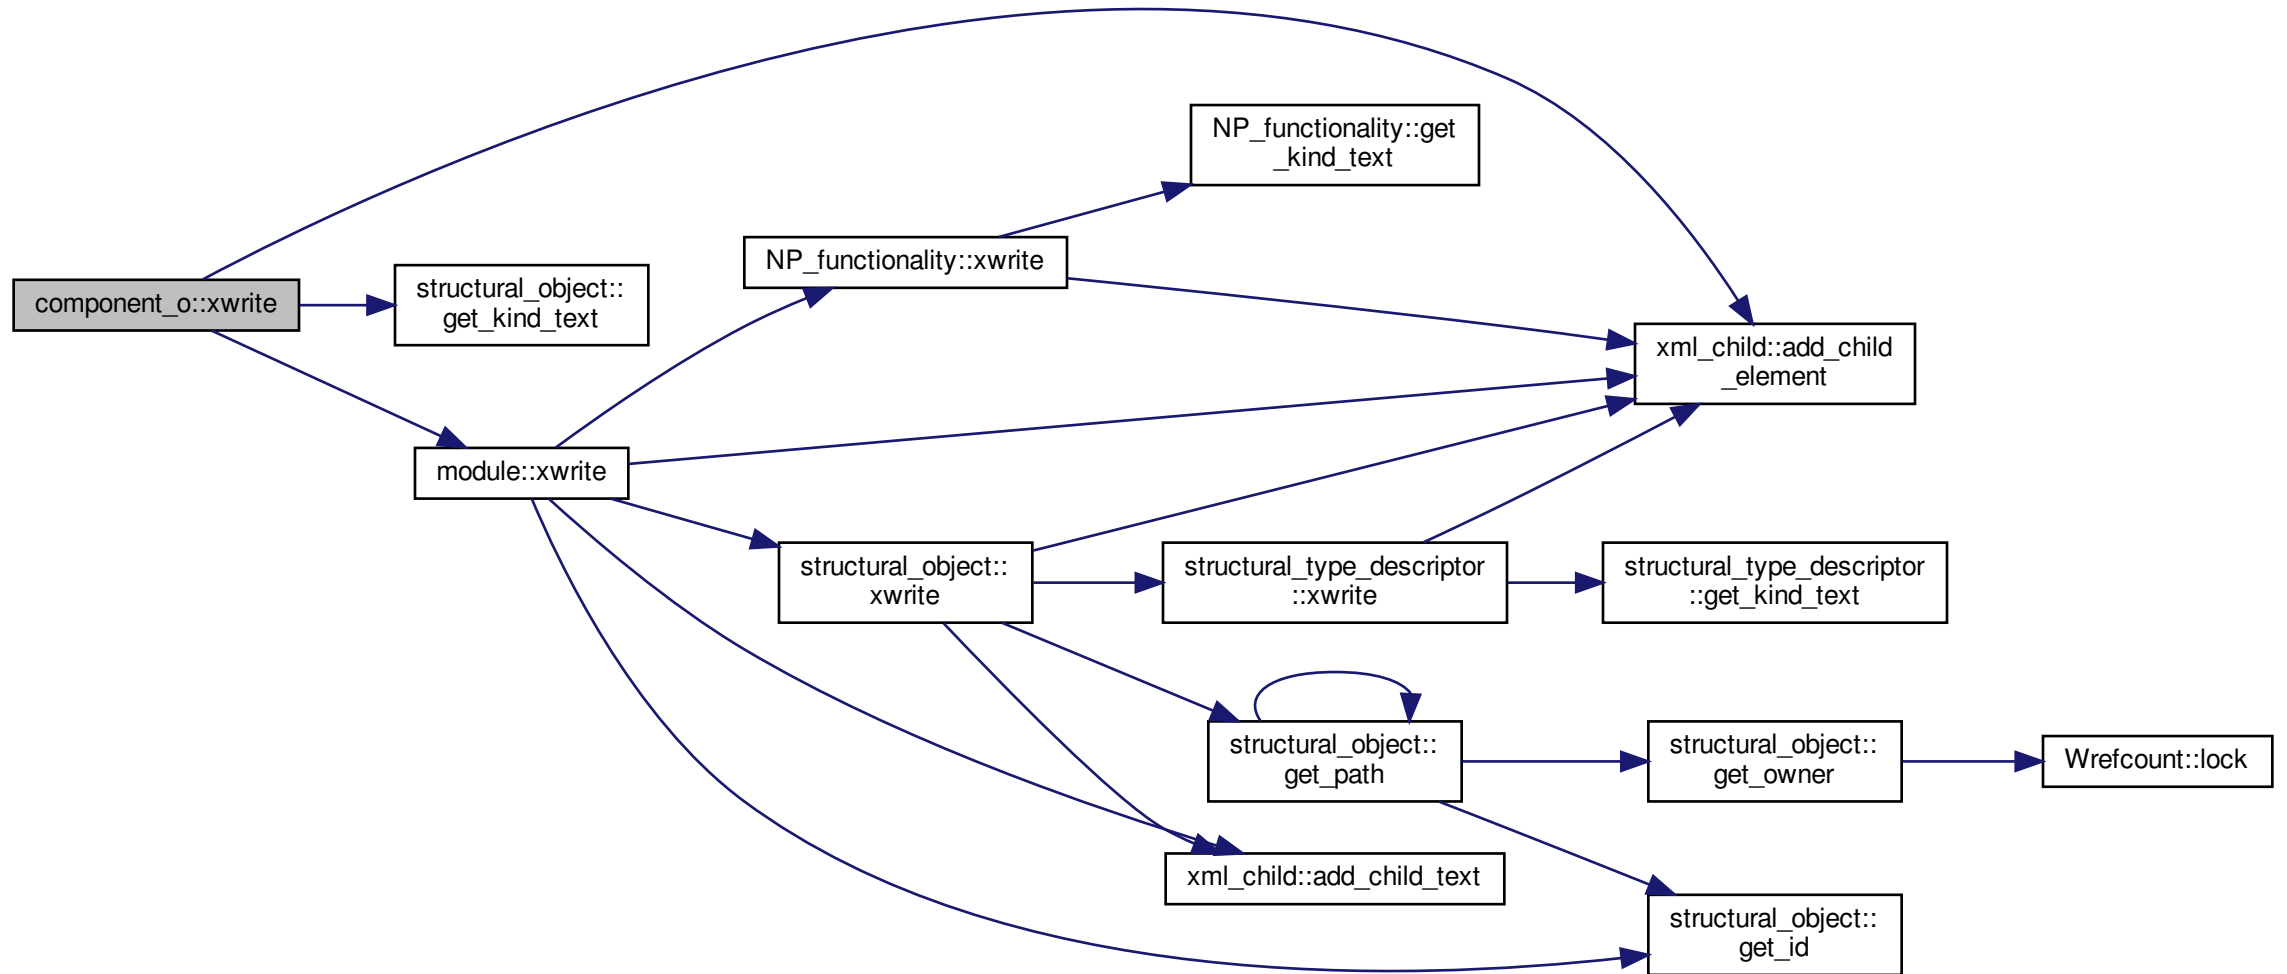 component_o::xwrite
structural_object::
get_kind_text
module::xwrite
NP_functionality::xwrite
NP_functionality::get
_kind_text
xml_child::add_child
_element
structural_object::
xwrite
structural_type_descriptor
::xwrite
structural_type_descriptor
::get_kind_text
structural_object::
get_path
structural_object::
get_owner
Wrefcount::lock
xml_child::add_child_text
structural_object::
get_id